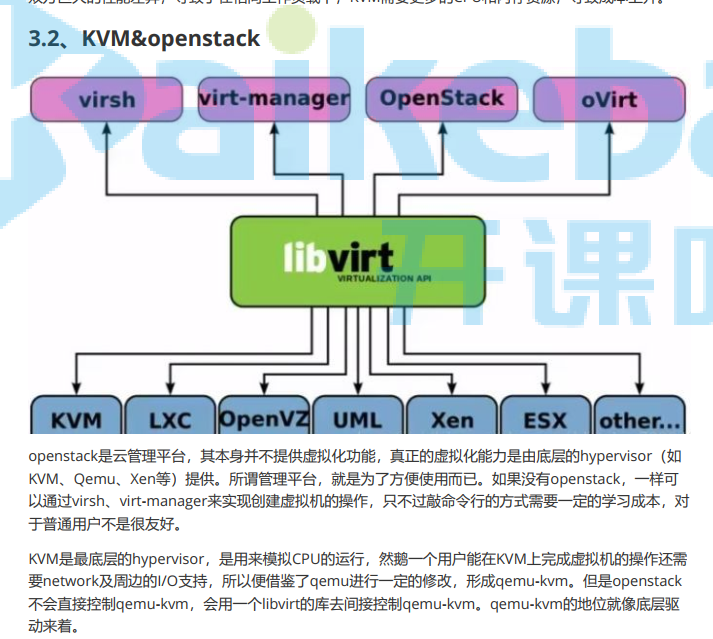 3.2、KVM&openstack
virsh
virt-manager
OpenStack
oVirt
libvirt
VIRTUALIZATION API
KVM
LXC
OpenVZ
UML
Xen
ESX
other...
openstack是云管理平台，其本身并不提供虚拟化功能，真正的虚拟化能力是由底层的hypervisor（如
KVM、Qemu、Xen等）提供。所谓管理平台，就是为了方便使用而已。如果没有openstack，一样可
以通过virsh、virt-manager来实现创建虚拟机的操作，只不过敲命令行的方式需要一定的学习成本，对
于普通用户不是很友好。
KVM是最底层的hypervisor，是用来模拟CPU的运行，然鹅一个用户能在KVM上完成虚拟机的操作还需
要network及周边的I/O支持，所以便借鉴了qemu进行一定的修改，形成qemu-kvm。但是openstack
不会直接控制qemu-kvm，会用一个libvirt的库去间接控制qemu-kvm。qemu-kvm的地位就像底层驱
动来着。